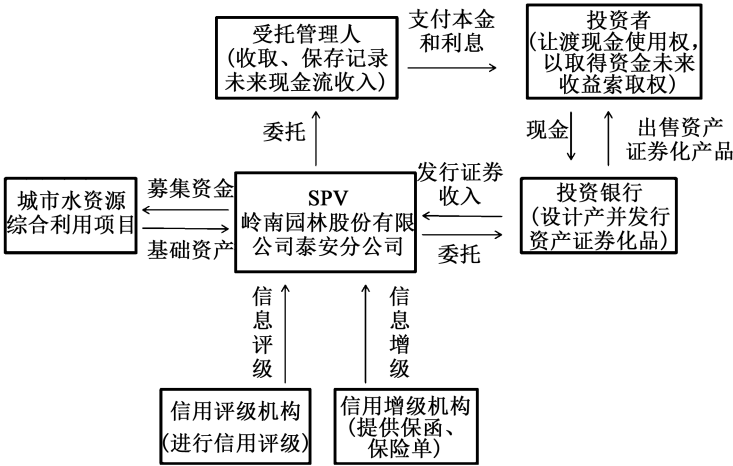 受托管理人
(收取、保存记录
未来现金流收入)
支付本金
和利息
投资者
(让渡现金使用权，
以取得资金未来
收益索取权)
委托
现金
出售资产
证券化产品
城市水资源
综合利用项目
募集资金
基础资产
SPV
岭南园林股份有限
公司泰安分公司
发行证券
收入
委托
投资银行
(设计产并发行
资产证券化品)
信息评级
信息增级
信用评级机构
(进行信用评级)
信用增级机构
(提供保函、
保险单)